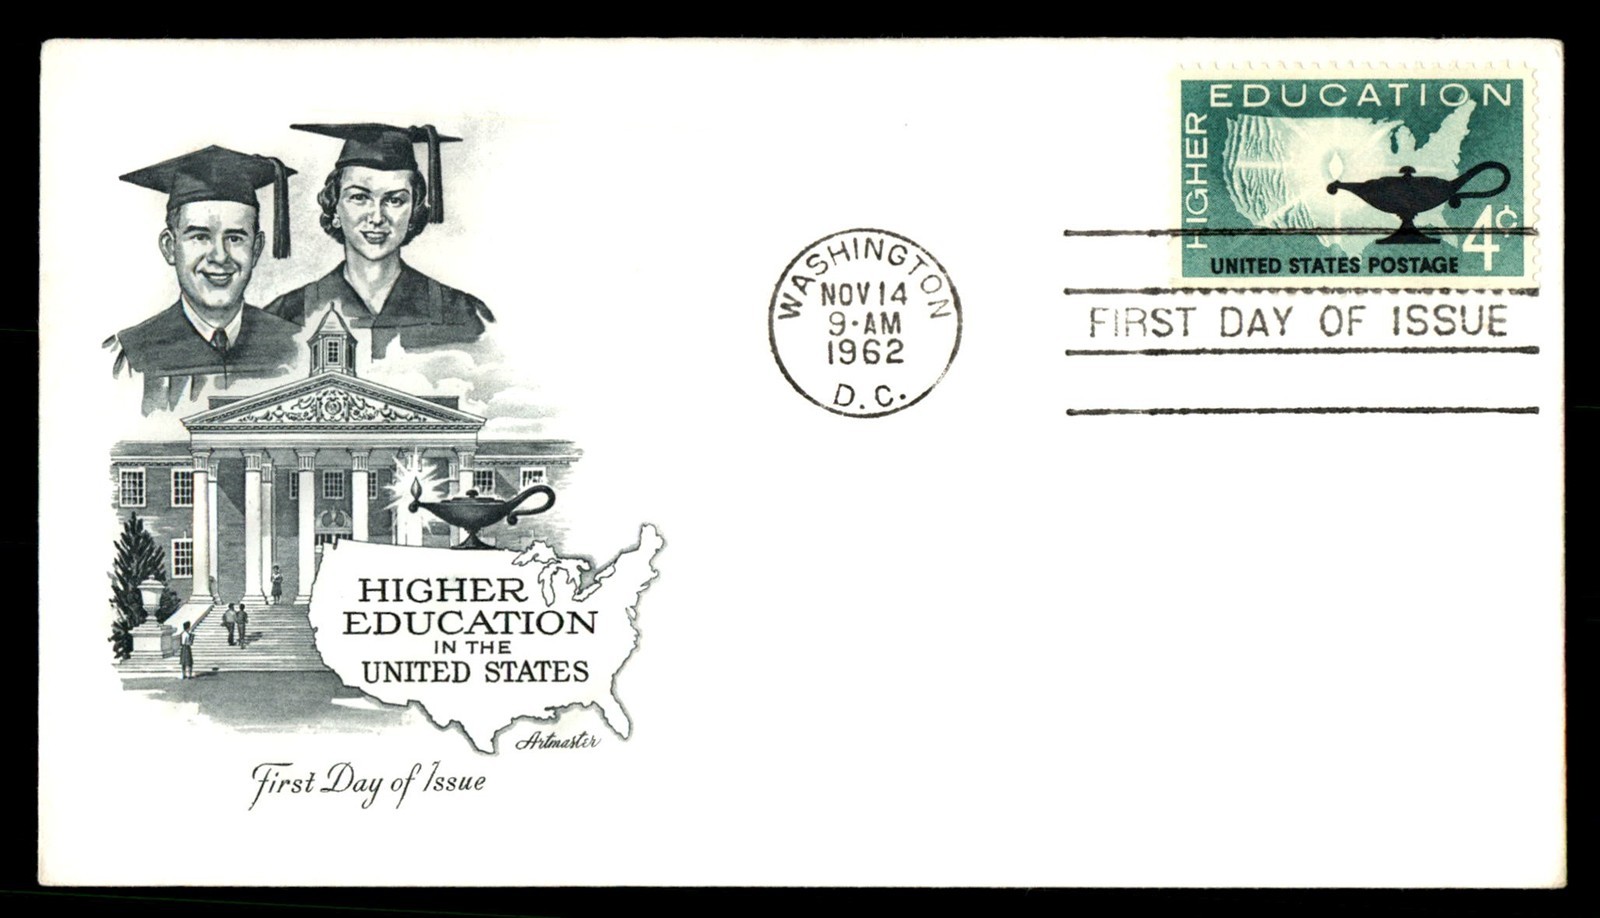 HIGHER EDUCATION
4¢
UNITED STATES POSTAGE
WASHINGTON
NOV 14
9·AM
1962
D.C.
FIRST DAY OF ISSUE
HIGHER
EDUCATION
IN THE
UNITED STATES
Artmaster
First Day of Issue